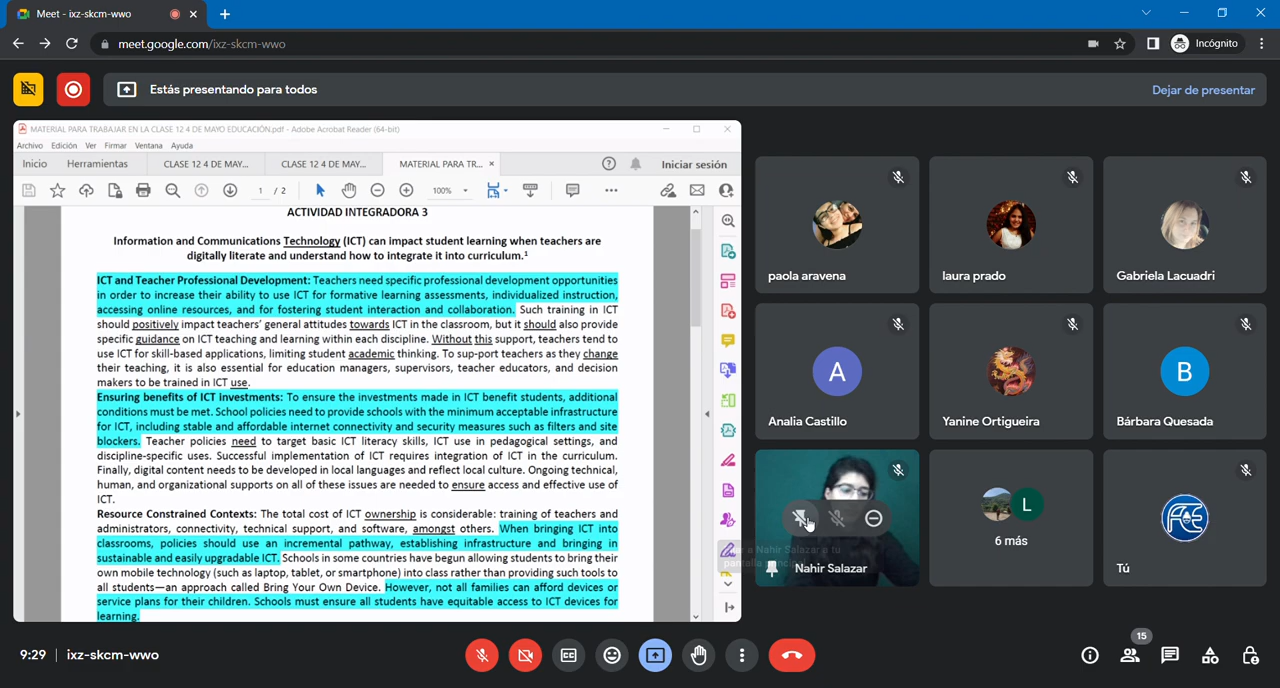 Meet - ixz-skcm-wwo
meet.google.com/ixz-skcm-wwo
Incógnito
Estás presentando para todos
Dejar de presentar
MATERIAL PARA TRABAJAR EN LA CLASE 12 4 DE MAYO EDUCACIÓN.pdf - Adobe Acrobat Reader (64-bit)
Archivo Edición Ver Firmar Ventana Ayuda
Inicio Herramientas CLASE 12 4 DE MAY... CLASE 12 4 DE MAY... MATERIAL PARA TR... Iniciar sesión
1 / 2 100%
ACTIVIDAD INTEGRADORA 3
Information and Communications Technology (ICT) can impact student learning when teachers are
digitally literate and understand how to integrate it into curriculum.¹
ICT and Teacher Professional Development: Teachers need specific professional development opportunities
in order to increase their ability to use ICT for formative learning assessments, individualized instruction,
accessing online resources, and for fostering student interaction and collaboration. Such training in ICT
should positively impact teachers' general attitudes towards ICT in the classroom, but it should also provide
specific guidance on ICT teaching and learning within each discipline. Without this support, teachers tend to
use ICT for skill-based applications, limiting student academic thinking. To sup-port teachers as they change
their teaching, it is also essential for education managers, supervisors, teacher educators, and decision
makers to be trained in ICT use.
Ensuring benefits of ICT Investments: To ensure the investments made in ICT benefit students, additional
conditions must be met. School policies need to provide schools with the minimum acceptable infrastructure
for ICT, including stable and affordable internet connectivity and security measures such as filters and site
blockers. Teacher policies need to target basic ICT literacy skills, ICT use in pedagogical settings, and
discipline-specific uses. Successful implementation of ICT requires integration of ICT in the curriculum.
Finally, digital content needs to be developed in local languages and reflect local culture. Ongoing technical,
human, and organizational supports on all of these issues are needed to ensure access and effective use of
ICT.
Resource Constrained Contexts: The total cost of ICT ownership is considerable: training of teachers and
administrators, connectivity, technical support, and software, amongst others. When bringing ICT into
classrooms, policies should use an incremental pathway, establishing infrastructure and bringing in
sustainable and easily upgradable ICT. Schools in some countries have begun allowing students to bring their
own mobile technology (such as laptop, tablet, or smartphone) into class rather than providing such tools to
all students—an approach called Bring Your Own Device. However, not all families can afford devices or
service plans for their children. Schools must ensure all students have equitable access to ICT devices for
learning.
paola aravena
laura prado
Gabriela Lacuadri
A
Analia Castillo
Yanine Ortigueira
B
Bárbara Quesada
Nahir Salazar a tu
Nahir Salazar
L
6 más
Tú
9:29 ixz-skcm-wwo
15